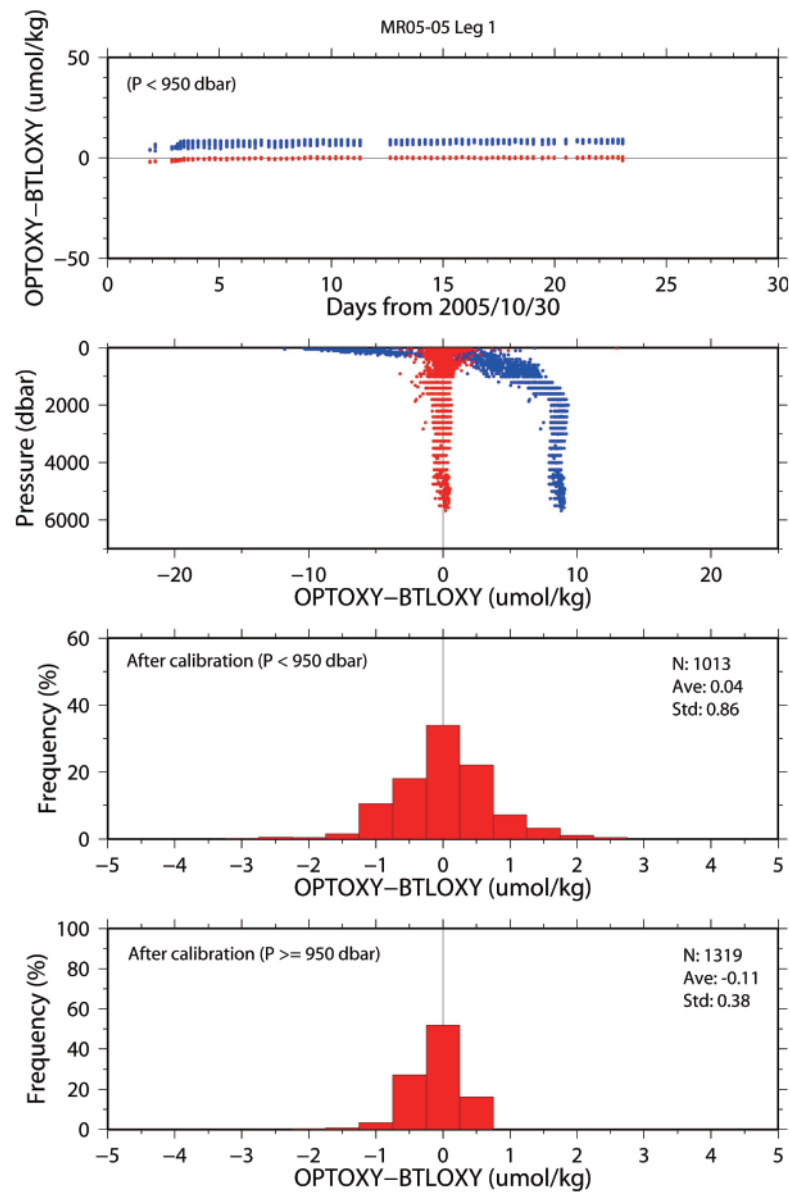 MR05-05 Leg 1
OPTOXY−BTLOXY (umol/kg)
50
0
−50
(P < 950 dbar)
0 5 10 15 20 25 30
Days from 2005/10/30
Pressure (dbar)
0
2000
4000
6000
−20 −10 0 10 20
OPTOXY−BTLOXY (umol/kg)
Frequency (%)
60
40
20
0
After calibration (P < 950 dbar)
N: 1013
Ave: 0.04
Std: 0.86
−5 −4 −3 −2 −1 0 1 2 3 4 5
OPTOXY−BTLOXY (umol/kg)
Frequency (%)
100
80
60
40
20
0
After calibration (P >= 950 dbar)
N: 1319
Ave: -0.11
Std: 0.38
−5 −4 −3 −2 −1 0 1 2 3 4 5
OPTOXY−BTLOXY (umol/kg)